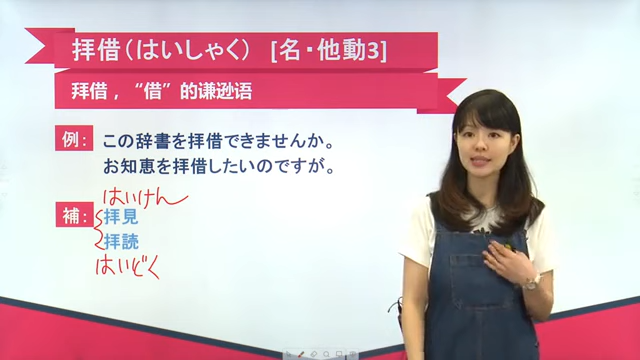 拝借（はいしゃく） [名・他動3]
拜借，“借”的谦逊语
例： この辞書を拝借できませんか。
お知恵を拝借したいのですが。
はいけん
補： 拝見
拝読
はいどく